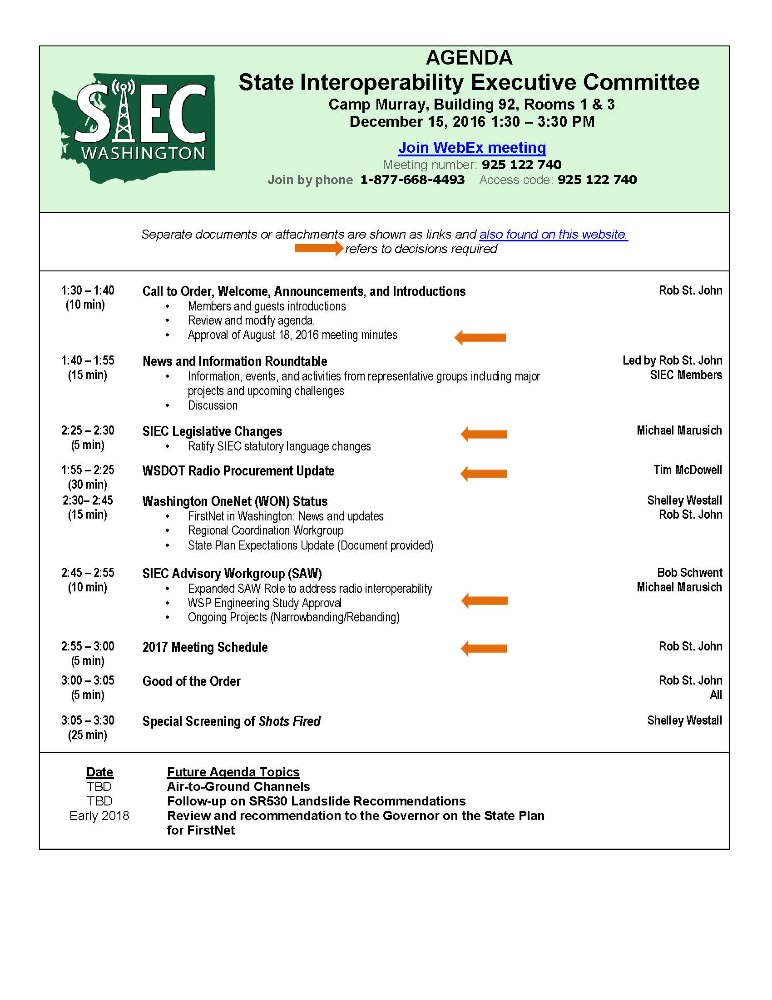 SIEC
WASHINGTON
AGENDA
State Interoperability Executive Committee
Camp Murray, Building 92, Rooms 1 & 3
December 15, 2016 1:30 – 3:30 PM
Join WebEx meeting
Meeting number: 925 122 740
Join by phone 1-877-668-4493 Access code: 925 122 740
Separate documents or attachments are shown as links and also found on this website.
refers to decisions required
1:30 – 1:40 Call to Order, Welcome, Announcements, and Introductions Rob St. John
(10 min) • Members and guests introductions
• Review and modify agenda.
• Approval of August 18, 2016 meeting minutes
1:40 – 1:55 News and Information Roundtable Led by Rob St. John
(15 min) • Information, events, and activities from representative groups including major SIEC Members
projects and upcoming challenges
• Discussion
2:25 – 2:30 SIEC Legislative Changes Michael Marusich
(5 min) • Ratify SIEC statutory language changes
1:55 – 2:25 WSDOT Radio Procurement Update Tim McDowell
(30 min)
2:30– 2:45 Washington OneNet (WON) Status Shelley Westall
(15 min) • FirstNet in Washington: News and updates Rob St. John
• Regional Coordination Workgroup
• State Plan Expectations Update (Document provided)
2:45 – 2:55 SIEC Advisory Workgroup (SAW) Bob Schwent
(10 min) • Expanded SAW Role to address radio interoperability Michael Marusich
• WSP Engineering Study Approval
• Ongoing Projects (Narrowbanding/Rebanding)
2:55 – 3:00 2017 Meeting Schedule Rob St. John
(5 min)
3:00 – 3:05 Good of the Order Rob St. John
(5 min) All
3:05 – 3:30 Special Screening of Shots Fired Shelley Westall
(25 min)
Date Future Agenda Topics
TBD Air-to-Ground Channels
TBD Follow-up on SR530 Landslide Recommendations
Early 2018 Review and recommendation to the Governor on the State Plan
for FirstNet